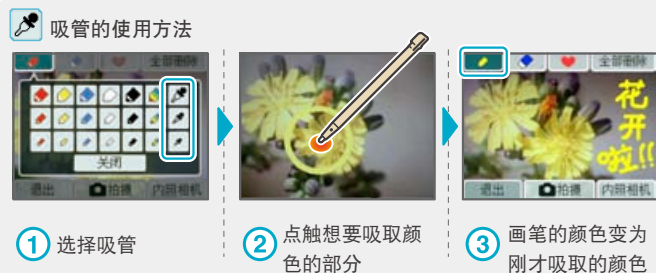 吸管的使用方法
全部删除
关闭
退出
拍摄
内照相机
全部删除
花
开
啦!!
退出
拍摄
内照相机
1 选择吸管
2 点触想要吸取颜
色的部分
3 画笔的颜色变为
刚才吸取的颜色